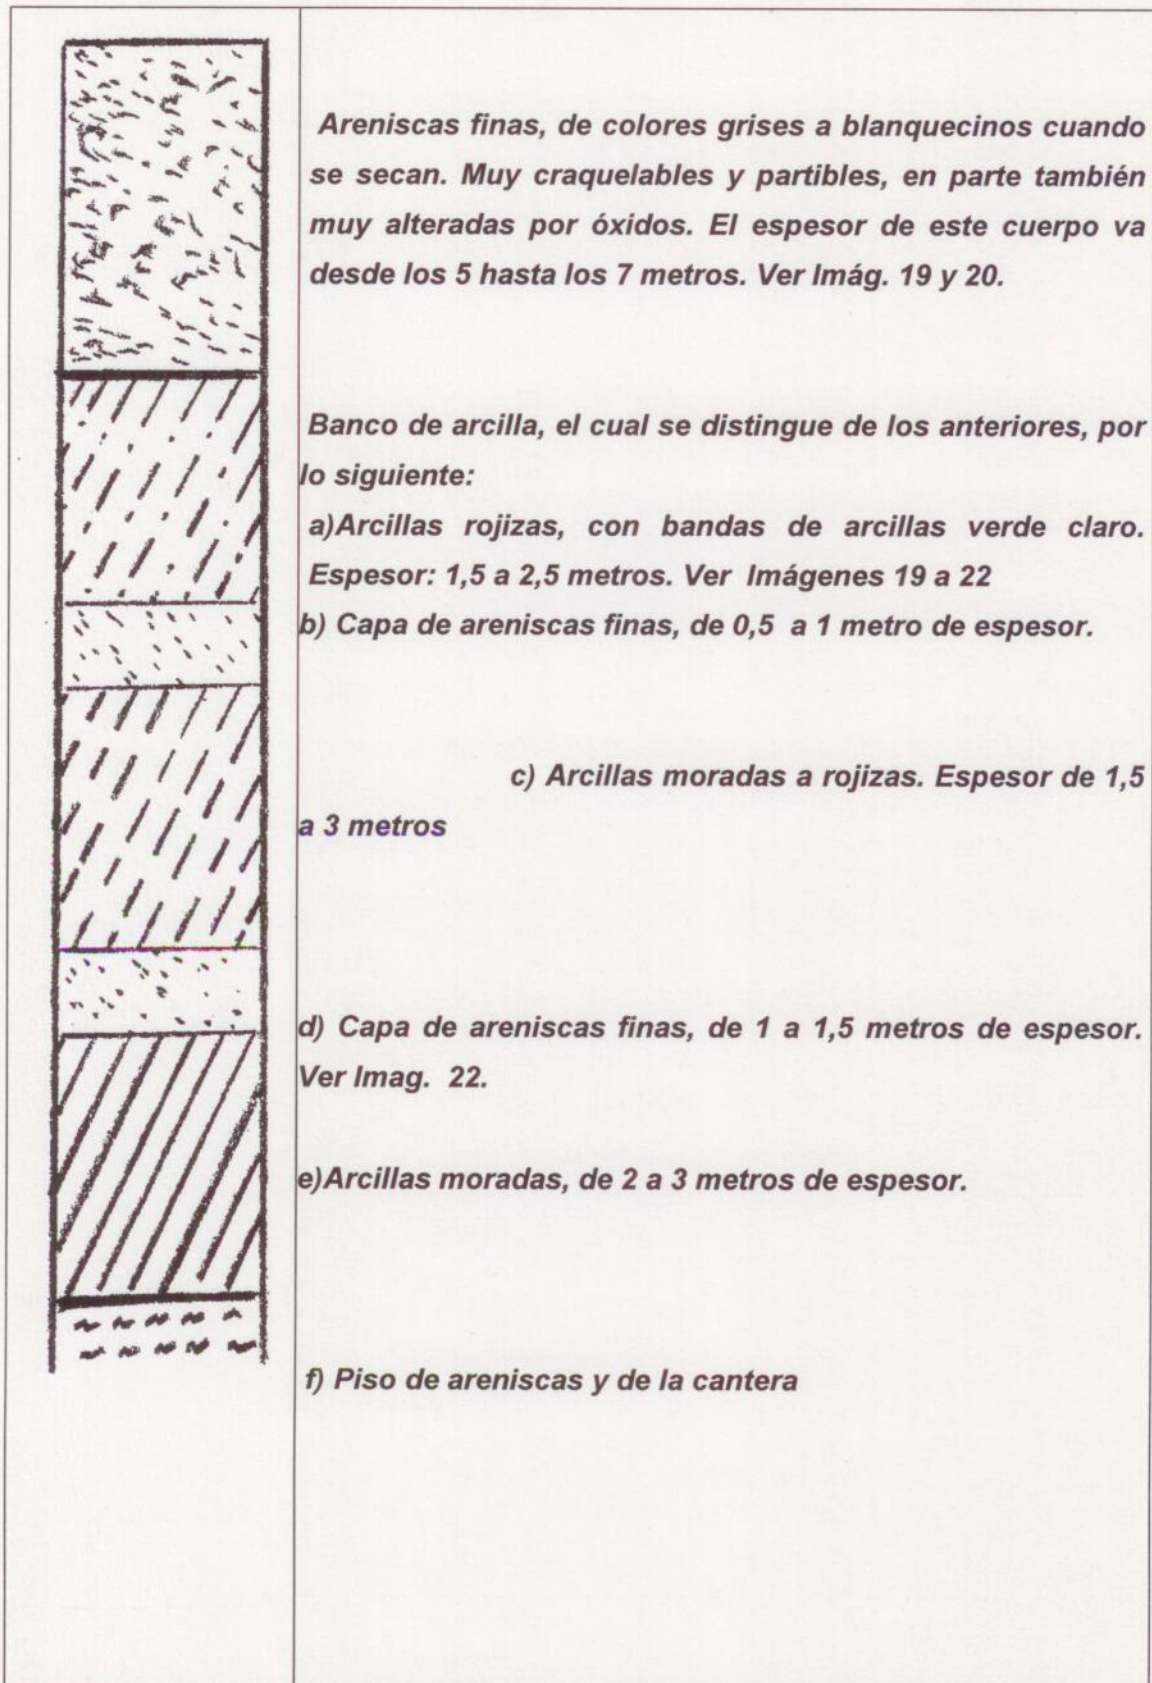 Areniscas finas, de colores grises a blanquecinos cuando
se secan. Muy craquelables y partibles, en parte también
muy alteradas por óxidos. El espesor de este cuerpo va
desde los 5 hasta los 7 metros. Ver Imág. 19 y 20.
Banco de arcilla, el cual se distingue de los anteriores, por
lo siguiente:
a)Arcillas rojizas, con bandas de arcillas verde claro.
Espesor: 1,5 a 2,5 metros. Ver Imágenes 19 a 22
b) Capa de areniscas finas, de 0,5 a 1 metro de espesor.
c) Arcillas moradas a rojizas. Espesor de 1,5
a 3 metros
d) Capa de areniscas finas, de 1 a 1,5 metros de espesor.
Ver Imag. 22.
e)Arcillas moradas, de 2 a 3 metros de espesor.
f) Piso de areniscas y de la cantera